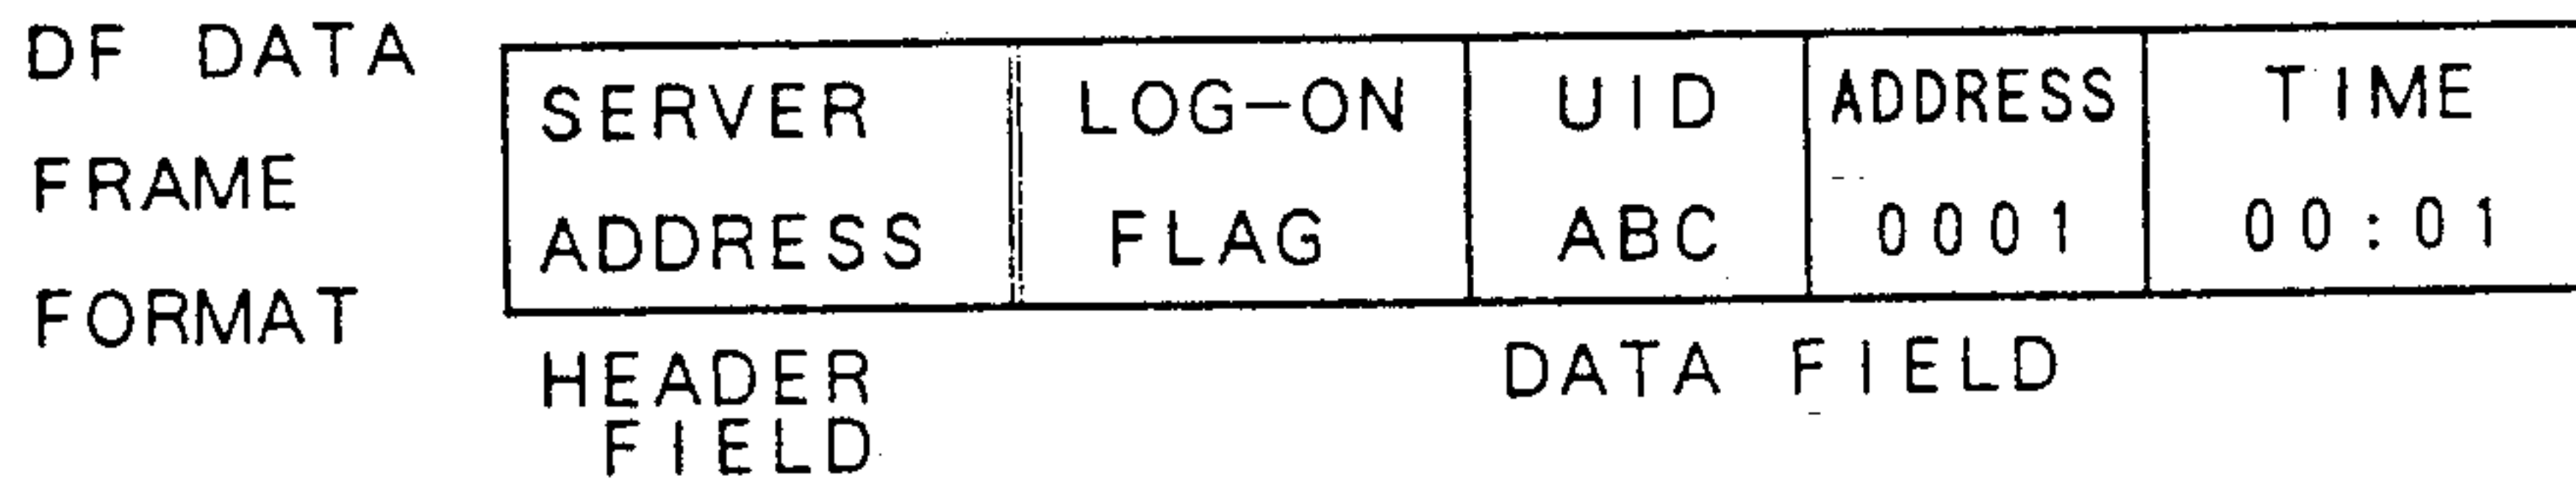 DF DATA
FRAME
FORMAT
SERVER LOG-ON UID ADDRESS TIME
ADDRESS FLAG ABC 0001 00:01
HEADER
FIELD
DATA FIELD